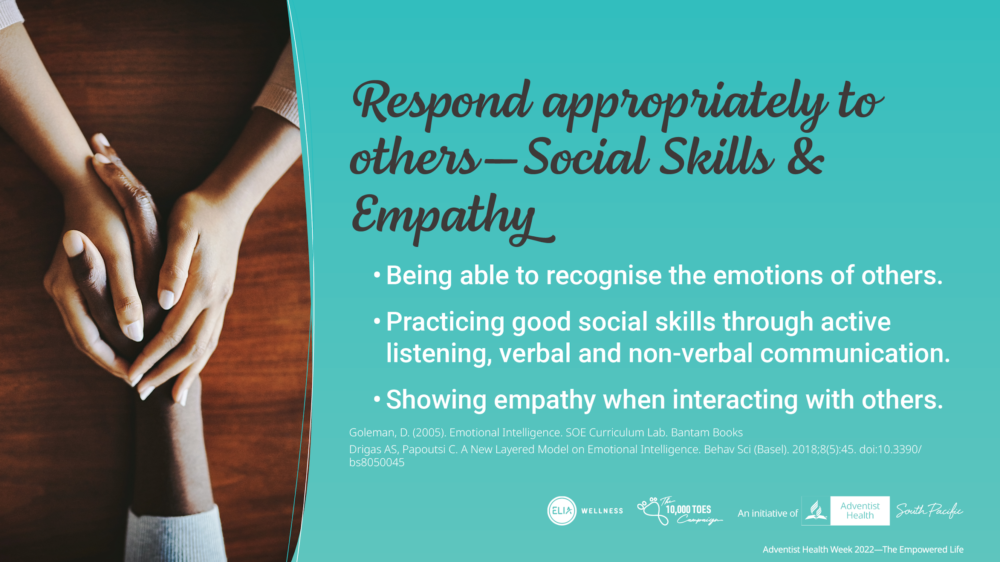 Respond appropriately to
others—Social Skills &
Empathy
• Being able to recognise the emotions of others.
• Practicing good social skills through active
listening, verbal and non-verbal communication.
• Showing empathy when interacting with others.
Goleman, D. (2005). Emotional Intelligence. SOE Curriculum Lab. Bantam Books
Drigas AS, Papoutsi C. A New Layered Model on Emotional Intelligence. Behav Sci (Basel). 2018;8(5):45. doi:10.3390/
bs8050045
ELIA WELLNESS
The
10,000 TOES
Campaign
An initiative of
Adventist
Health
South Pacific
Adventist Health Week 2022—The Empowered Life